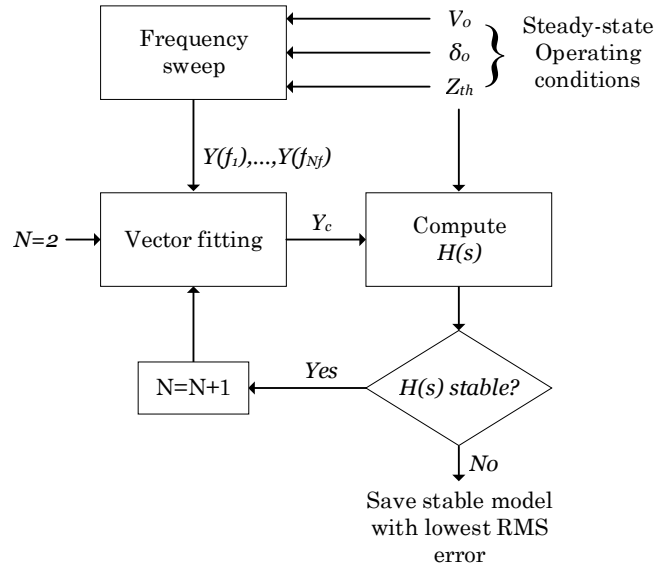 Frequency
sweep
V_o
δ_o
Z_th
Steady-state
Operating
conditions
Y(f_1),...,Y(f_Nf)
N=2
Vector fitting
Y_c
Compute
H(s)
N=N+1
Yes
H(s) stable?
No
Save stable model
with lowest RMS
error